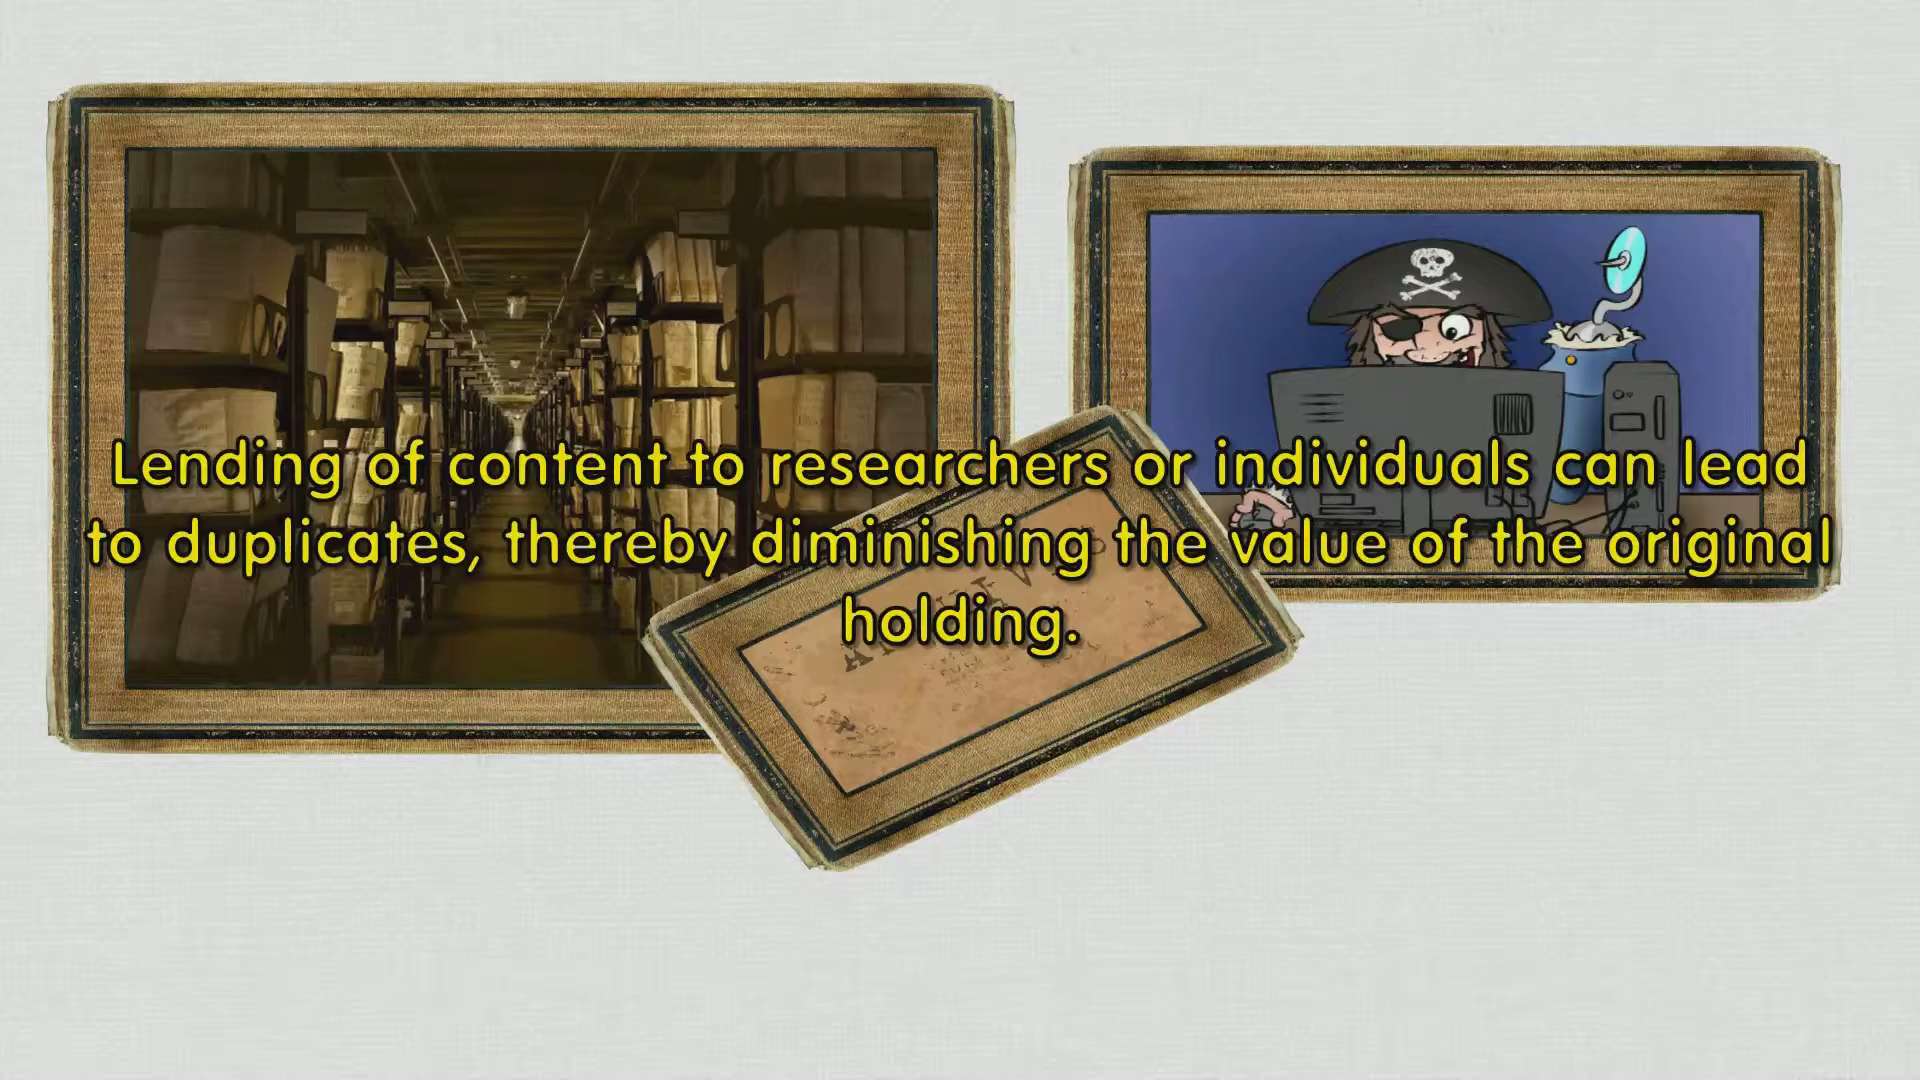 Lending of content to researchers or individuals can lead
to duplicates, thereby diminishing the value of the original
holding.